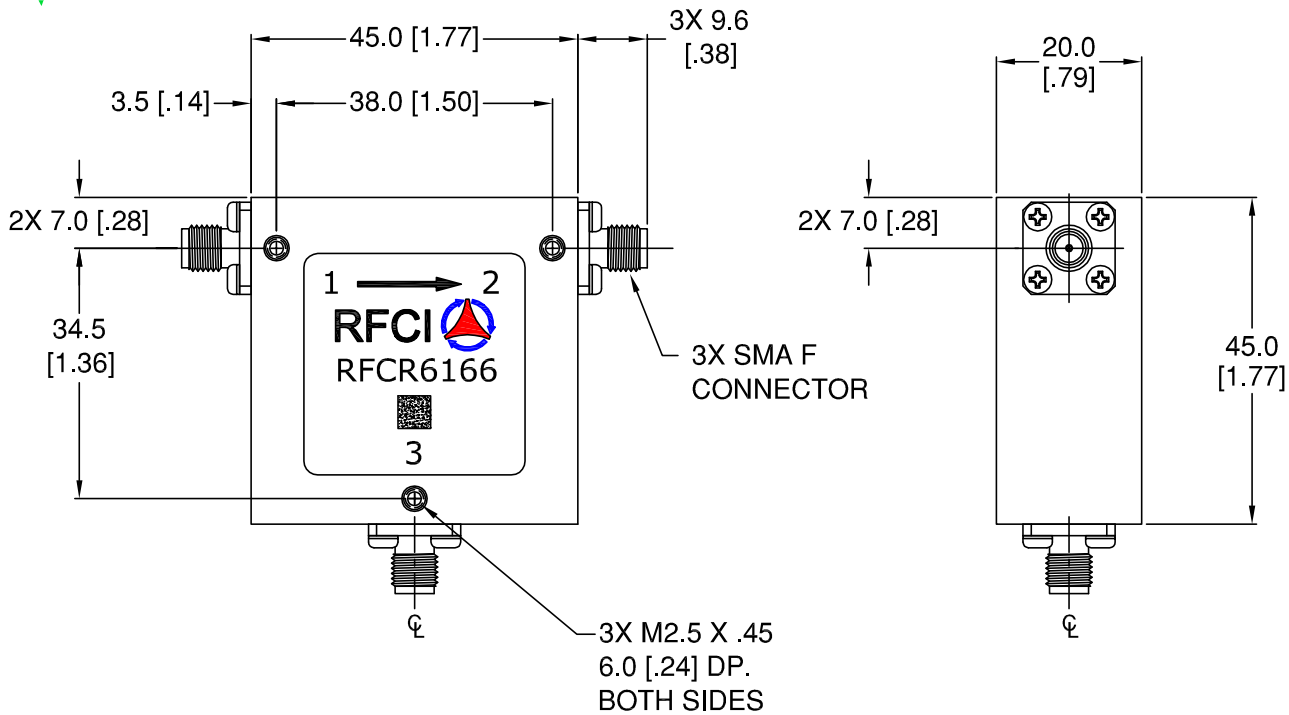 45.0 [1.77]
3X 9.6
[.38]
3.5 [.14]
38.0 [1.50]
2X 7.0 [.28]
34.5
[1.36]
1
2
RFCI
RFCR6166
3
3X SMA F
CONNECTOR
℄
3X M2.5 X .45
6.0 [.24] DP.
BOTH SIDES
20.0
[.79]
2X 7.0 [.28]
45.0
[1.77]
℄